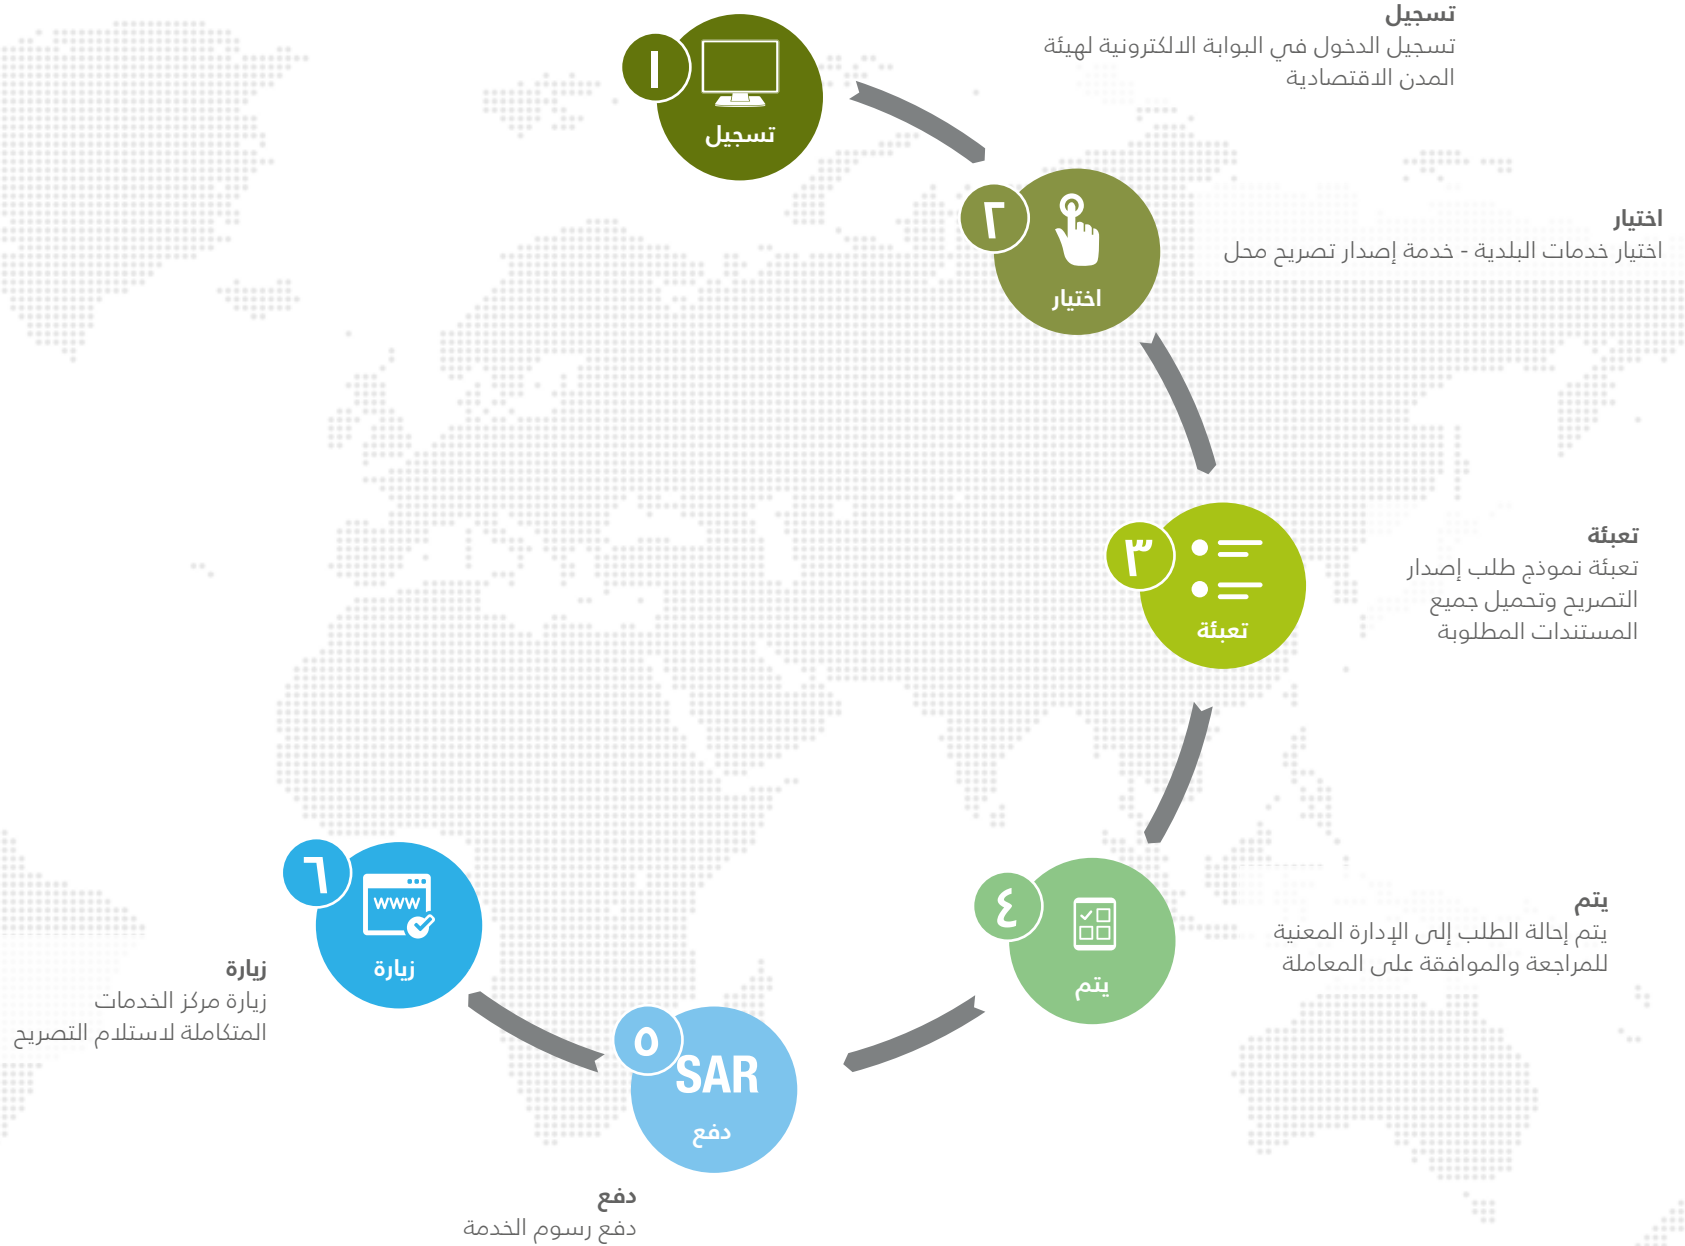 تسجيل
تسجيل الدخول في البوابة الالكترونية لهيئة
المدن الاقتصادية
١
تسجيل
اختيار
اختيار خدمات البلدية - خدمة إصدار تصريح محل
٢
اختيار
تعبئة
تعبئة نموذج طلب إصدار
التصريح وتحميل جميع
المستندات المطلوبة
٣
تعبئة
يتم
يتم إحالة الطلب إلى الإدارة المعنية
للمراجعة والموافقة على المعاملة
٤
يتم
٥
SAR
دفع
دفع
دفع رسوم الخدمة
٦
WWW
زيارة
زيارة
زيارة مركز الخدمات
المتكاملة لاستلام التصريح